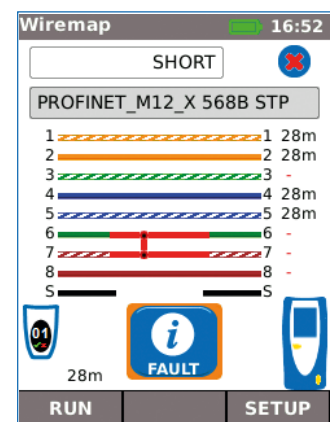 Wiremap 16:52
SHORT
PROFINET_M12_X 568B STP
1 1 28m
2 2 28m
3 3 -
4 4 28m
5 5 28m
6 6 -
7 7 -
8 8 -
S S
01
i
28m FAULT
RUN SETUP